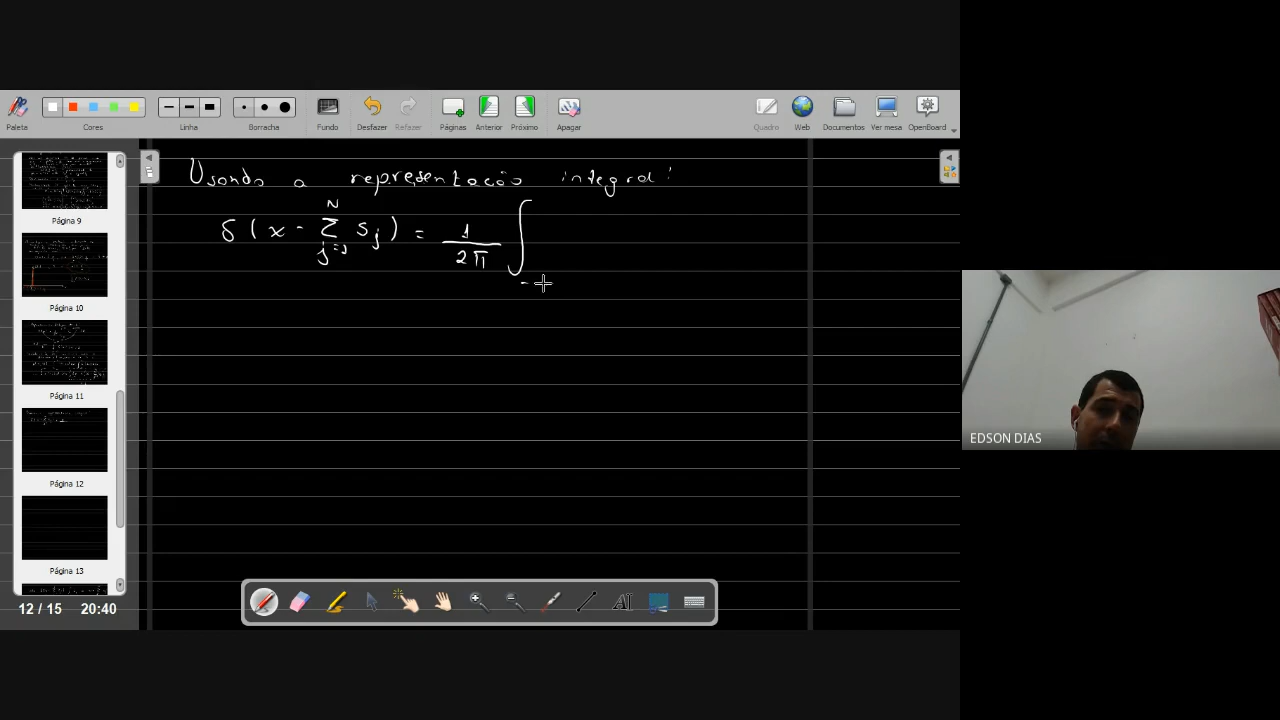 Paleta
Cores
Linha
Borracha
Fundo
Desfazer
Refazer
Páginas
Anterior
Próximo
Apagar
Quadro
Web
Documentos
Ver mesa
OpenBoard
Usando a representação integral:
δ(x - ∑_{j=1}^{N} s_j) = \frac{1}{2π} ∫_{-
Página 9
Página 10
Página 11
Página 12
Página 13
12 / 15 20:40
EDSON DIAS